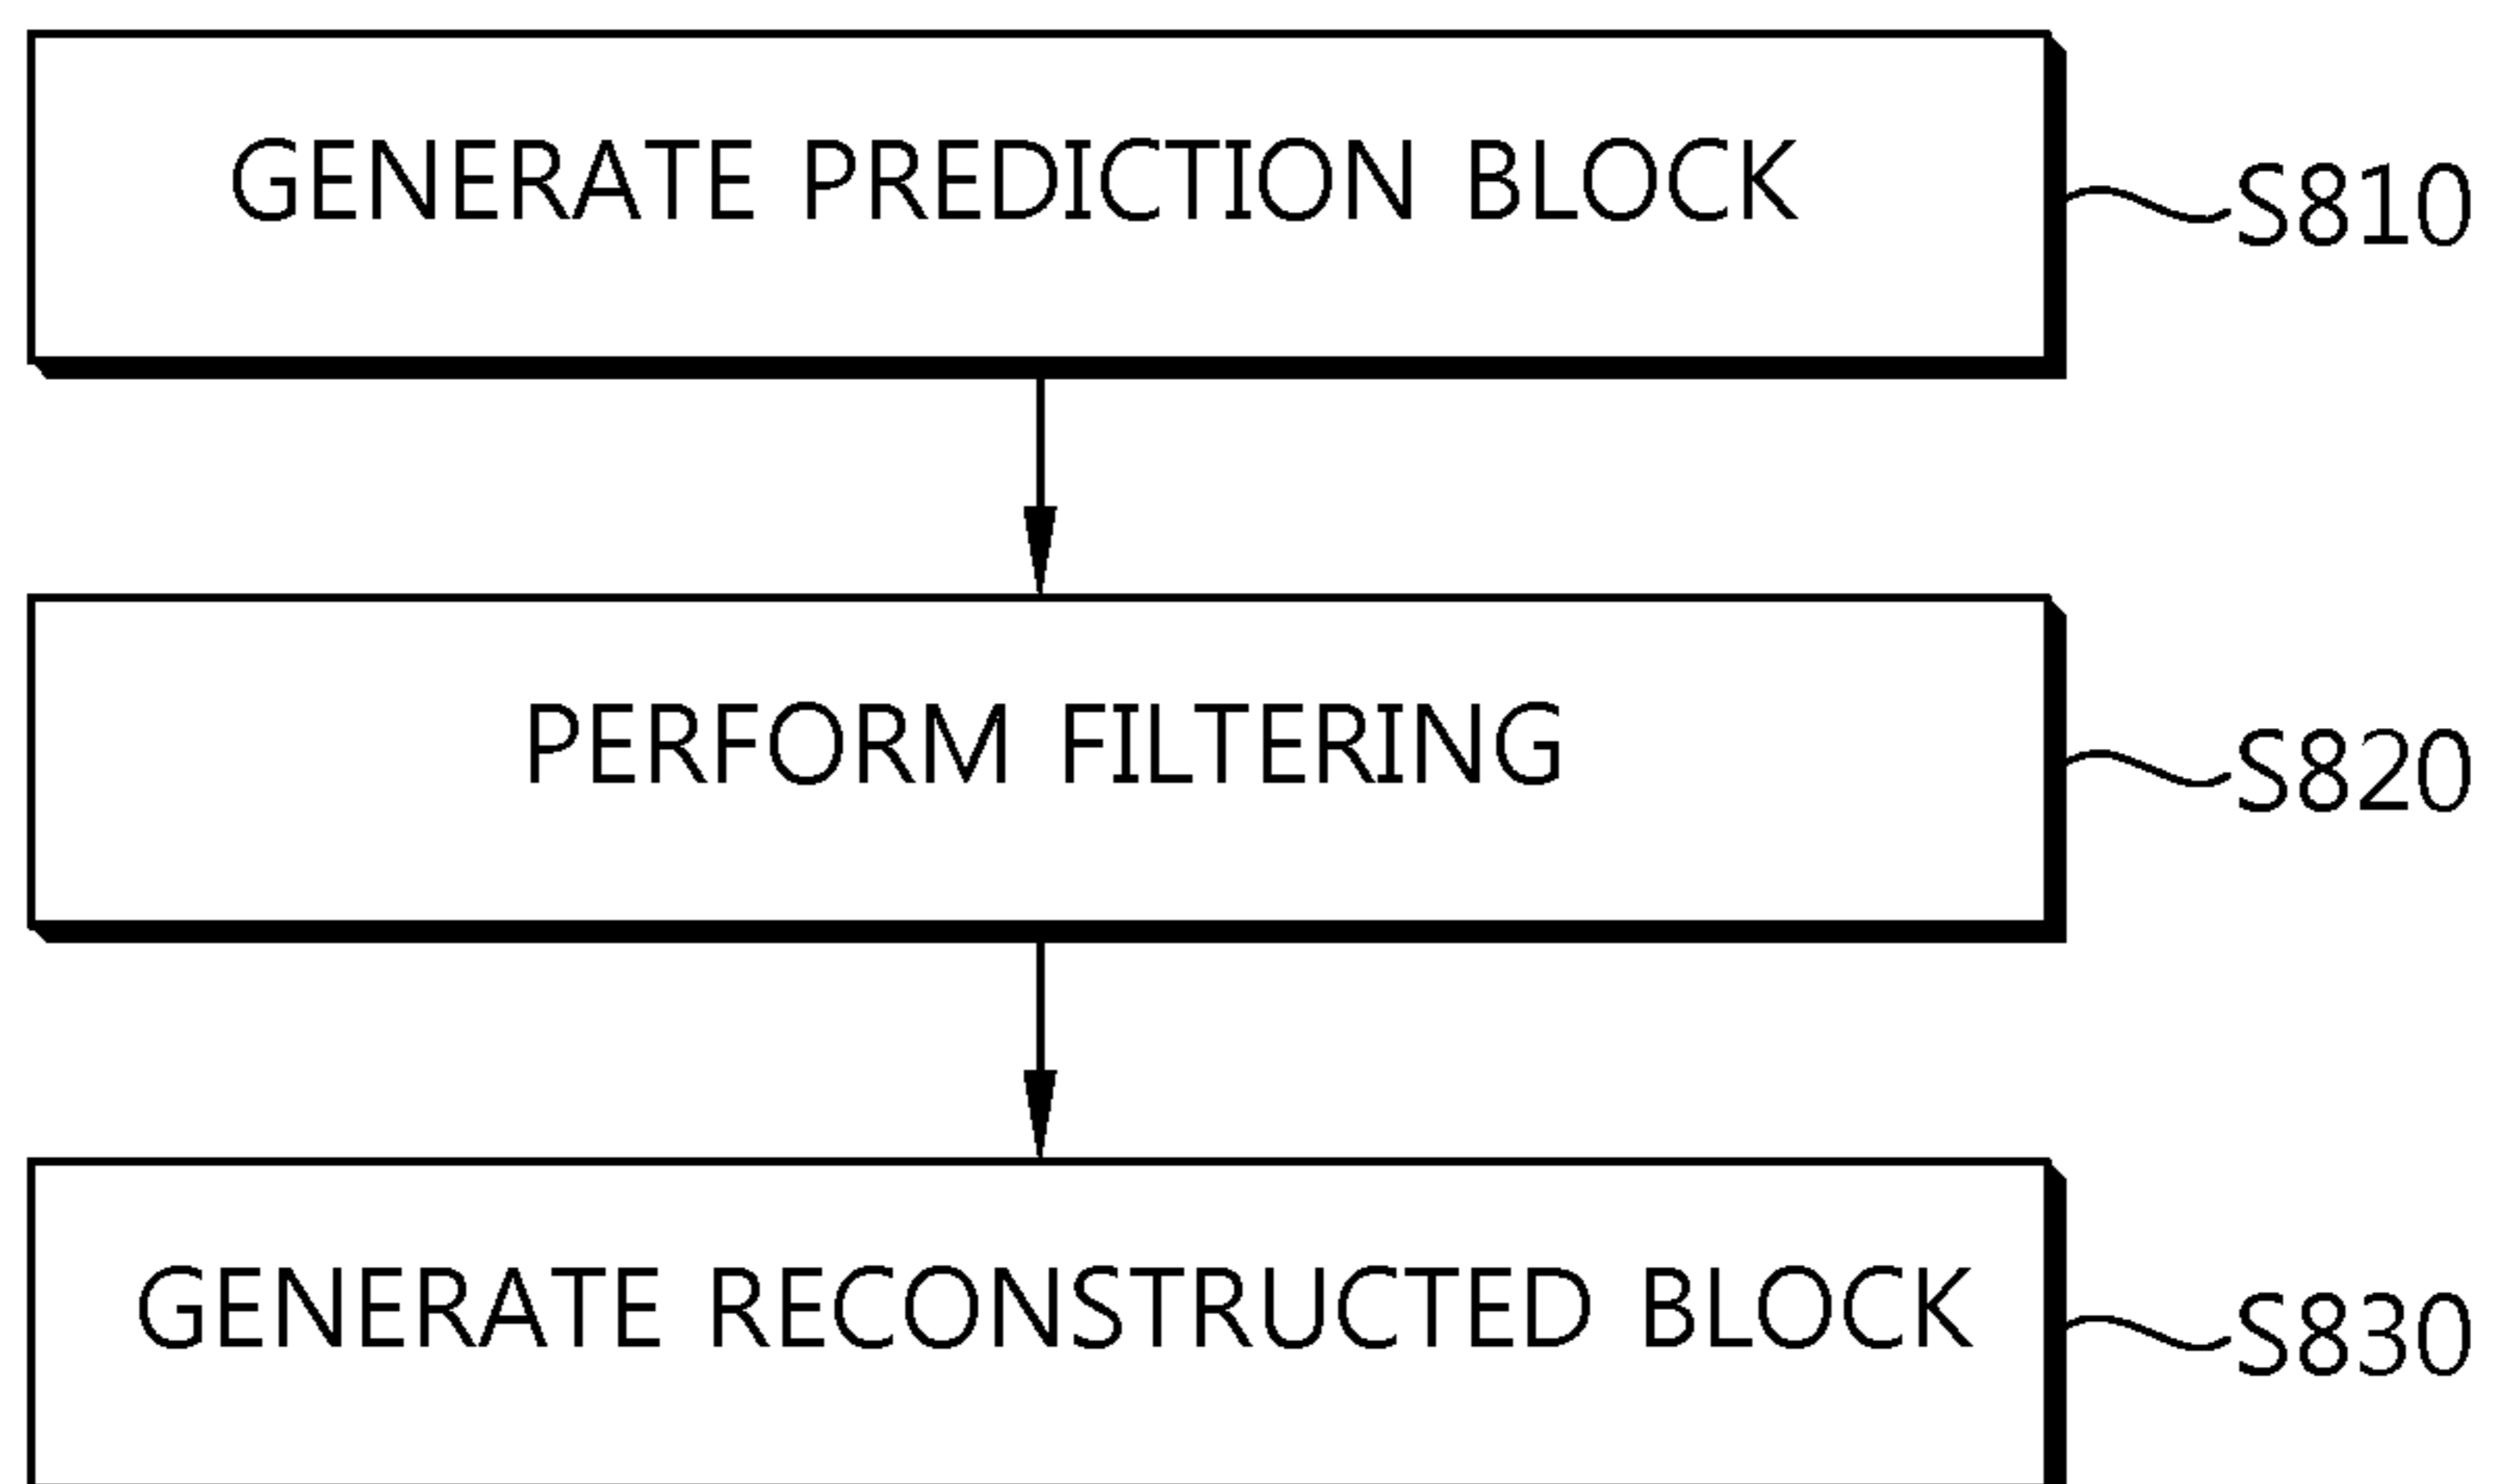 GENERATE PREDICTION BLOCK
S810
PERFORM FILTERING
S820
GENERATE RECONSTRUCTED BLOCK
S830